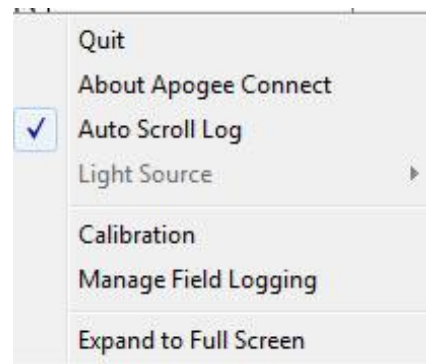 Quit
About Apogee Connect
Auto Scroll Log
Light Source
Calibration
Manage Field Logging
Expand to Full Screen